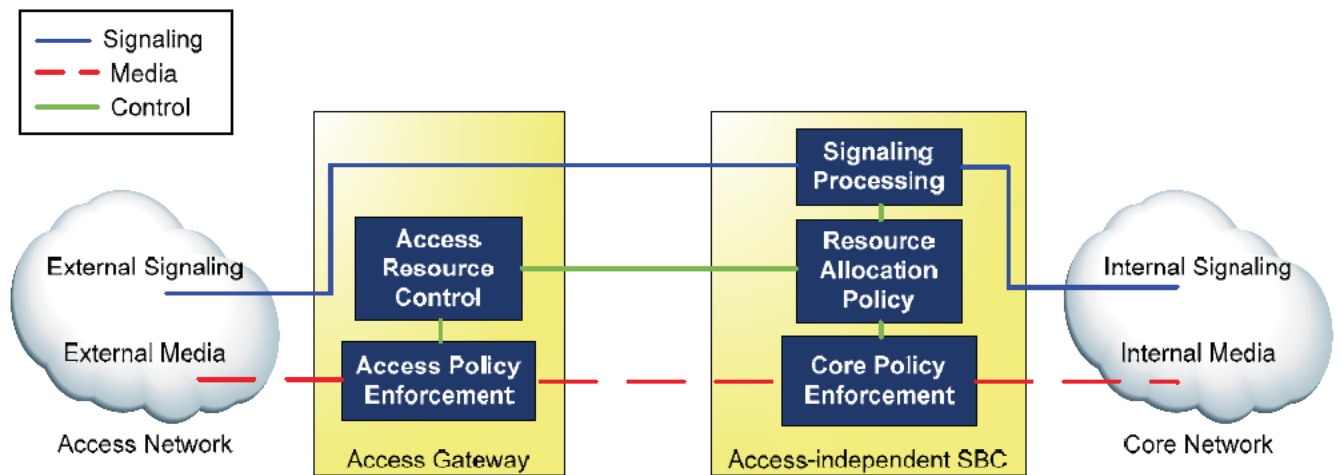 Signaling
Media
Control
Signaling
Processing
Access
Resource
Control
Resource
Allocation
Policy
External Signaling
Internal Signaling
External Media
Access Policy
Enforcement
Core Policy
Enforcement
Internal Media
Access Network
Access Gateway
Access-independent SBC
Core Network